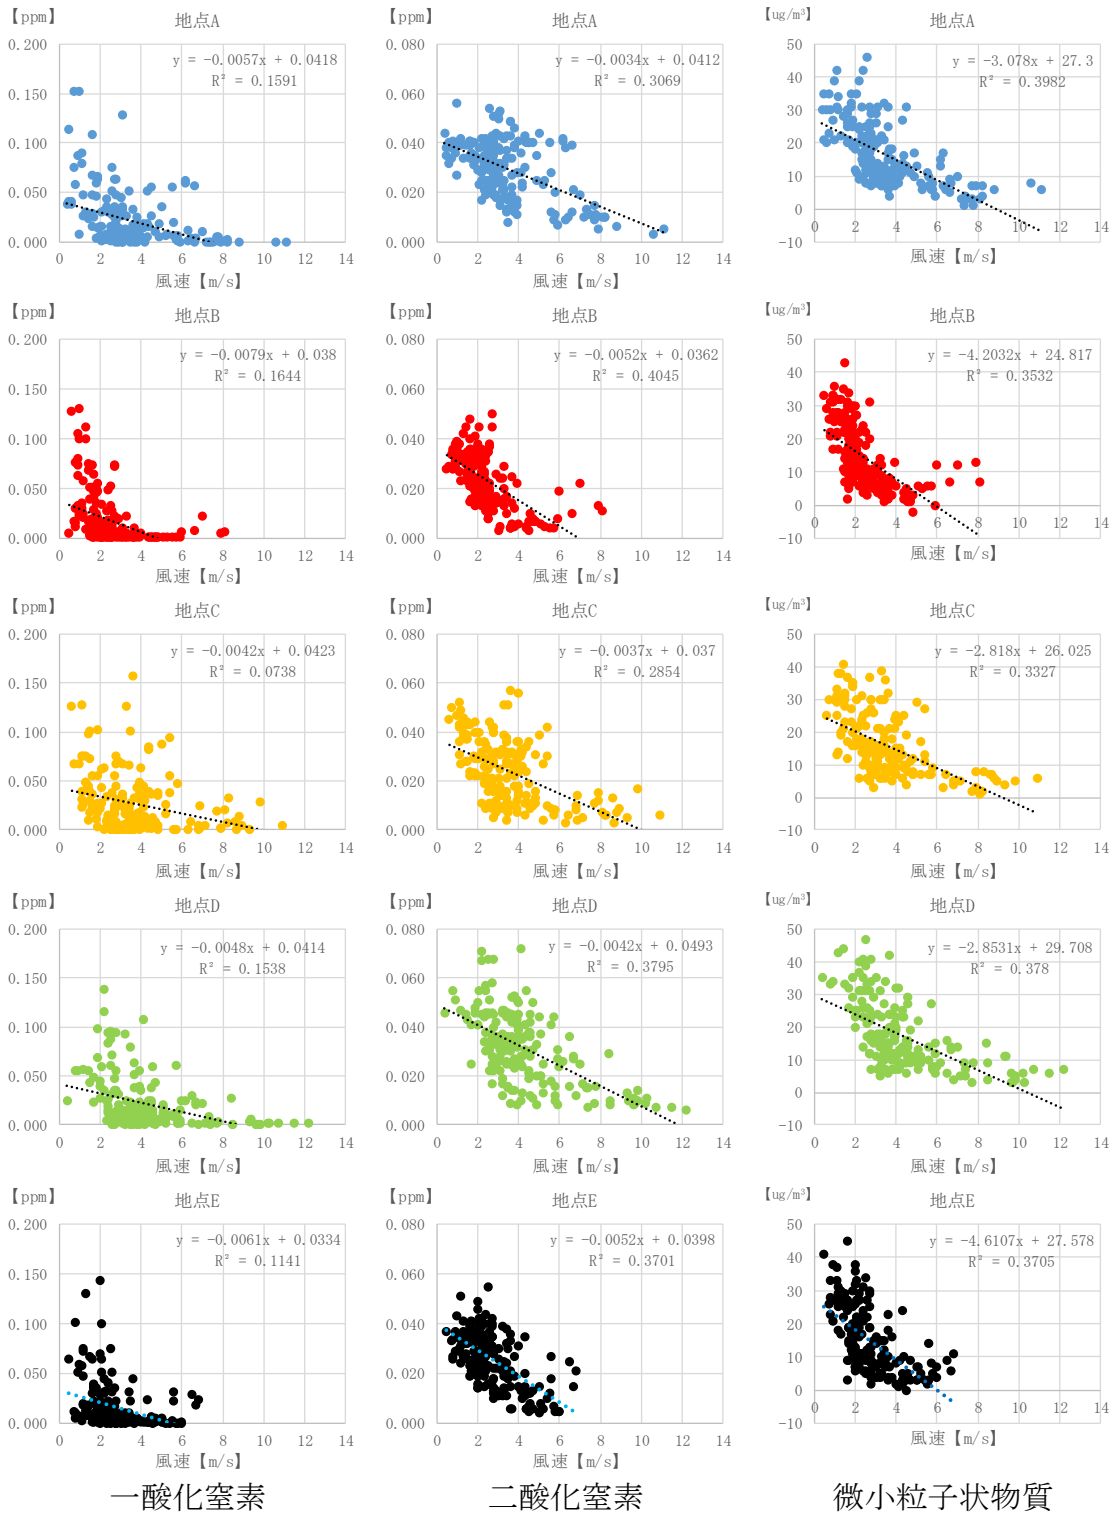 【ppm】 地点A 【ppm】 地点A 【ug/m³】 地点A
0.200 0.080 50
y = -0.0057x + 0.0418 y = -0.0034x + 0.0412 y = -3.078x + 27.3
R² = 0.1591 R² = 0.3069 R² = 0.3982
40
0.150 0.060 30
0.100 0.040 20
0.050 0.020 10
0
0.000 0.000 -10
0 2 4 6 8 10 12 14 0 2 4 6 8 10 12 14 0 2 4 6 8 10 12 14
風速【m/s】 風速【m/s】 風速【m/s】
【ppm】 地点B 【ppm】 地点B 【ug/m³】 地点B
0.200 0.080 50
y = -0.0079x + 0.038 y = -0.0052x + 0.0362 y = -4.2032x + 24.817
R² = 0.1644 R² = 0.4045 R² = 0.3532
40
0.150 0.060 30
0.100 0.040 20
0.050 0.020 10
0
0.000 0.000 -10
0 2 4 6 8 10 12 14 0 2 4 6 8 10 12 14 0 2 4 6 8 10 12 14
風速【m/s】 風速【m/s】 風速【m/s】
【ppm】 地点C 【ppm】 地点C 【ug/m³】 地点C
0.200 0.080 50
y = -0.0042x + 0.0423 y = -0.0037x + 0.037 y = -2.818x + 26.025
R² = 0.0738 R² = 0.2854 R² = 0.3327
40
0.150 0.060 30
0.100 0.040 20
0.050 0.020 10
0
0.000 0.000 -10
0 2 4 6 8 10 12 14 0 2 4 6 8 10 12 14 0 2 4 6 8 10 12 14
風速【m/s】 風速【m/s】 風速【m/s】
【ppm】 地点D 【ppm】 地点D 【ug/m³】 地点D
0.200 0.080 50
y = -0.0048x + 0.0414 y = -0.0042x + 0.0493 y = -2.8531x + 29.708
R² = 0.1538 R² = 0.3795 R² = 0.378
40
0.150 0.060 30
0.100 0.040 20
0.050 0.020 10
0
0.000 0.000 -10
0 2 4 6 8 10 12 14 0 2 4 6 8 10 12 14 0 2 4 6 8 10 12 14
風速【m/s】 風速【m/s】 風速【m/s】
【ppm】 地点E 【ppm】 地点E 【ug/m³】 地点E
0.200 0.080 50
y = -0.0061x + 0.0334 y = -0.0052x + 0.0398 y = -4.6107x + 27.578
R² = 0.1141 R² = 0.3701 R² = 0.3705
40
0.150 0.060 30
0.100 0.040 20
0.050 0.020 10
0
0.000 0.000 -10
0 2 4 6 8 10 12 14 0 2 4 6 8 10 12 14 0 2 4 6 8 10 12 14
風速【m/s】 風速【m/s】 風速【m/s】
一酸化窒素 二酸化窒素 微小粒子状物質